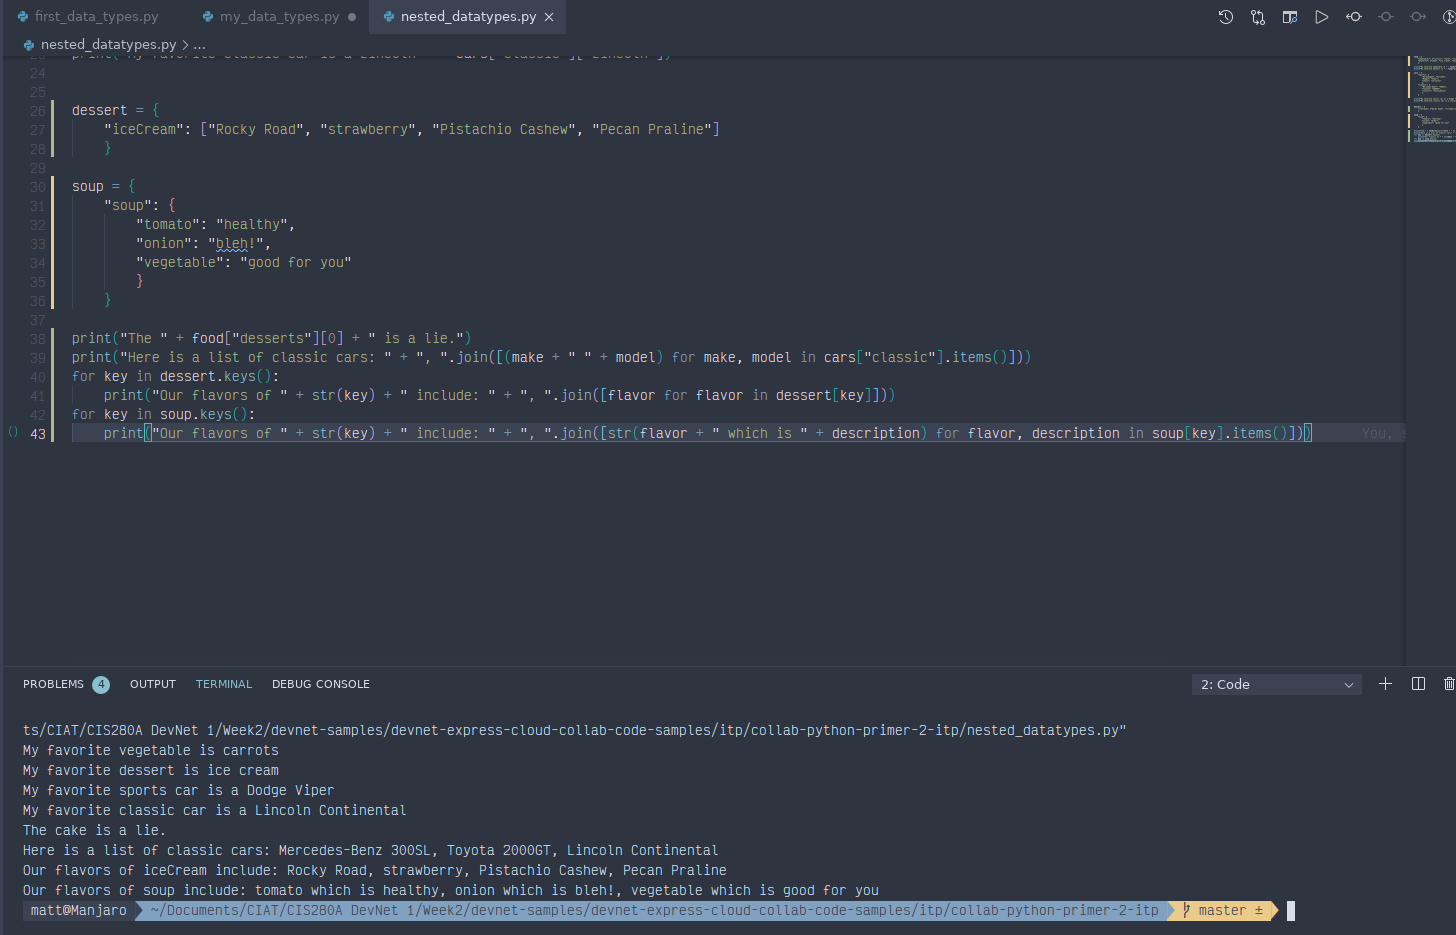 first_data_types.py my_data_types.py nested_datatypes.py
nested_datatypes.py > ...
24
25
26 dessert = {
27 "iceCream": ["Rocky Road", "strawberry", "Pistachio Cashew", "Pecan Praline"]
28 }
29
30 soup = {
31 "soup": {
32 "tomato": "healthy",
33 "onion": "bleh!",
34 "vegetable": "good for you"
35 }
36 }
37
38 print("The " + food["desserts"][0] + " is a lie.")
39 print("Here is a list of classic cars: " + ", ".join([(make + " " + model) for make, model in cars["classic"].items()]))
40 for key in dessert.keys():
41 print("Our flavors of " + str(key) + " include: " + ", ".join([flavor for flavor in dessert[key]]))
42 for key in soup.keys():
() 43 print("Our flavors of " + str(key) + " include: " + ", ".join([str(flavor + " which is " + description) for flavor, description in soup[key].items()])) You,
PROBLEMS 4 OUTPUT TERMINAL DEBUG CONSOLE 2: Code
ts/CIAT/CIS280A DevNet 1/Week2/devnet-samples/devnet-express-cloud-collab-code-samples/itp/collab-python-primer-2-itp/nested_datatypes.py"
My favorite vegetable is carrots
My favorite dessert is ice cream
My favorite sports car is a Dodge Viper
My favorite classic car is a Lincoln Continental
The cake is a lie.
Here is a list of classic cars: Mercedes-Benz 300SL, Toyota 2000GT, Lincoln Continental
Our flavors of iceCream include: Rocky Road, strawberry, Pistachio Cashew, Pecan Praline
Our flavors of soup include: tomato which is healthy, onion which is bleh!, vegetable which is good for you
matt@Manjaro ~/Documents/CIAT/CIS280A DevNet 1/Week2/devnet-samples/devnet-express-cloud-collab-code-samples/itp/collab-python-primer-2-itp master ±